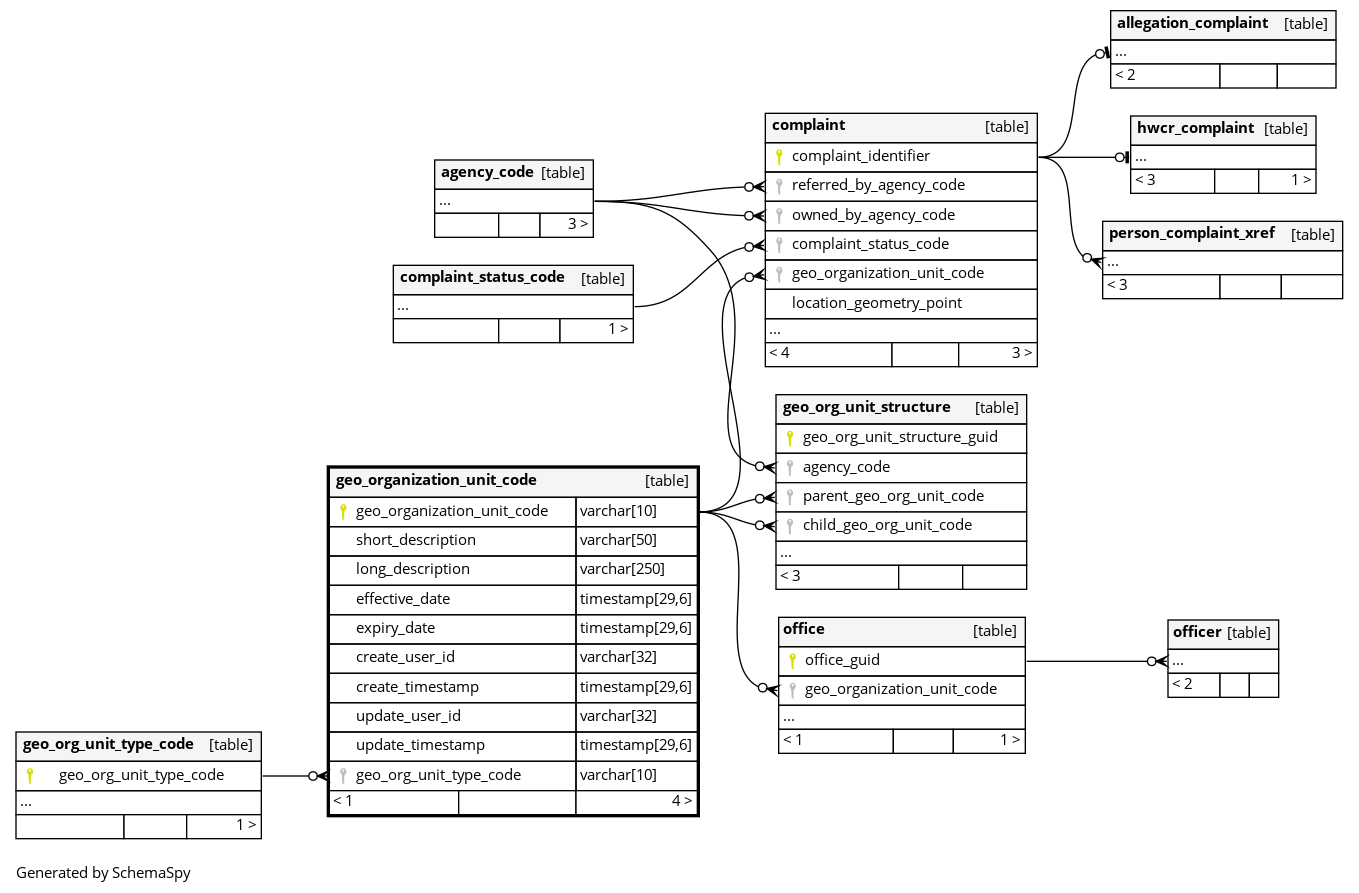 allegation_complaint [table]
...
< 2
complaint [table]
complaint_identifier
referred_by_agency_code
owned_by_agency_code
complaint_status_code
geo_organization_unit_code
location_geometry_point
...
< 4 3 >
hwcr_complaint [table]
...
< 3 1 >
agency_code [table]
...
3 >
person_complaint_xref [table]
...
< 3
complaint_status_code [table]
...
1 >
geo_org_unit_structure [table]
geo_org_unit_structure_guid
agency_code
parent_geo_org_unit_code
child_geo_org_unit_code
...
< 3
geo_organization_unit_code [table]
geo_organization_unit_code varchar[10]
short_description varchar[50]
long_description varchar[250]
effective_date timestamp[29,6]
expiry_date timestamp[29,6]
create_user_id varchar[32]
create_timestamp timestamp[29,6]
update_user_id varchar[32]
update_timestamp timestamp[29,6]
geo_org_unit_type_code varchar[10]
< 1 4 >
office [table]
office_guid
geo_organization_unit_code
...
< 1 1 >
officer [table]
...
< 2
geo_org_unit_type_code [table]
geo_org_unit_type_code
...
1 >
Generated by SchemaSpy